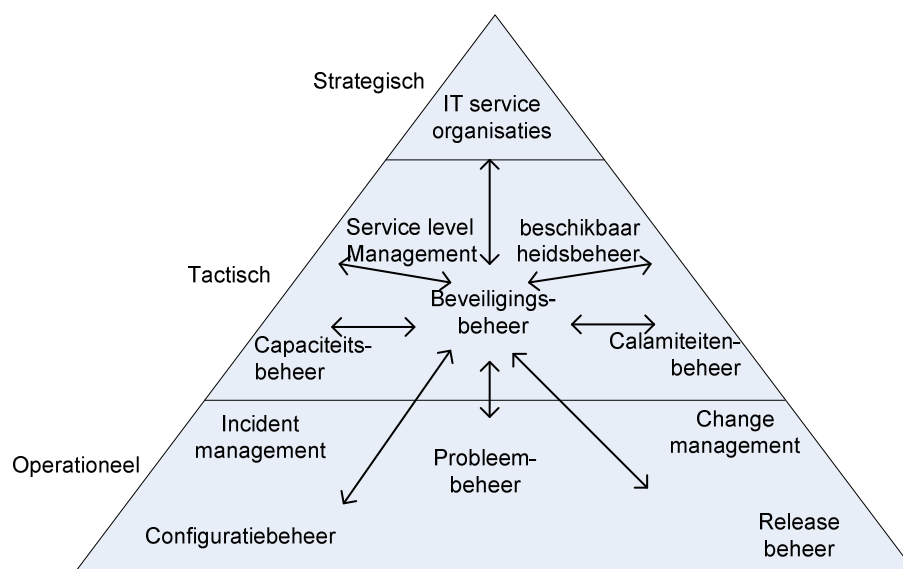 Strategisch
IT service
organisaties
Service level
Management
beschikbaar
heidsbeheer
Tactisch
Beveiligings-
beheer
Capaciteits-
beheer
Calamiteiten-
beheer
Incident
management
Change
management
Operationeel
Probleem-
beheer
Configuratiebeheer
Release
beheer